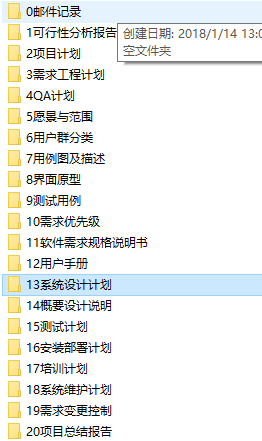 0邮件记录
1可行性分析报告
创建日期: 2018/1/14 13:0
空文件夹
2项目计划
3需求工程计划
4QA计划
5愿景与范围
6用户群分类
7用例图及描述
8界面原型
9测试用例
10需求优先级
11软件需求规格说明书
12用户手册
13系统设计计划
14概要设计说明
15测试计划
16安装部署计划
17培训计划
18系统维护计划
19需求变更控制
20项目总结报告